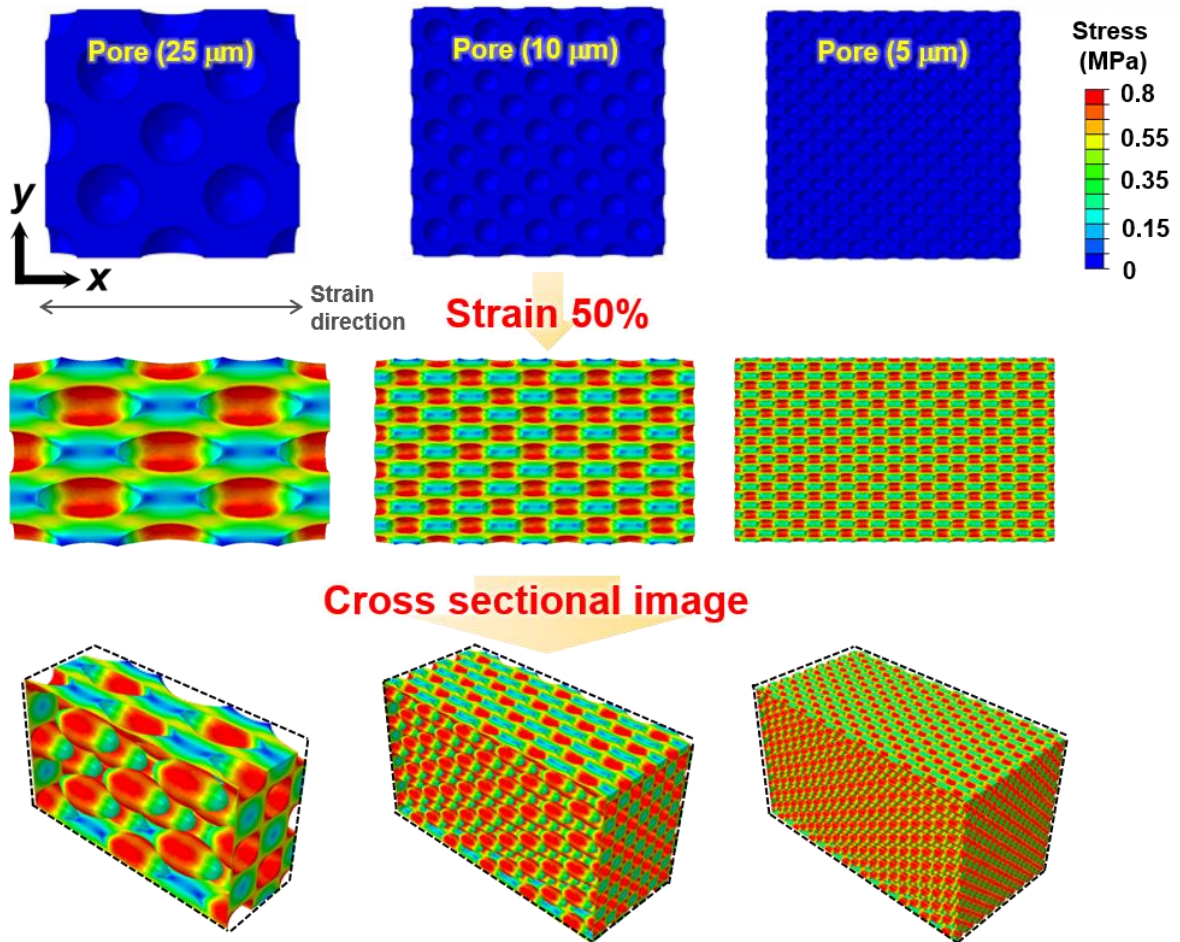 Pore (25 μm)
Pore (10 μm)
Pore (5 μm)
Stress
(MPa)
0.8
0.55
0.35
0.15
0
y
x
Strain
direction
Strain 50%
Cross sectional image